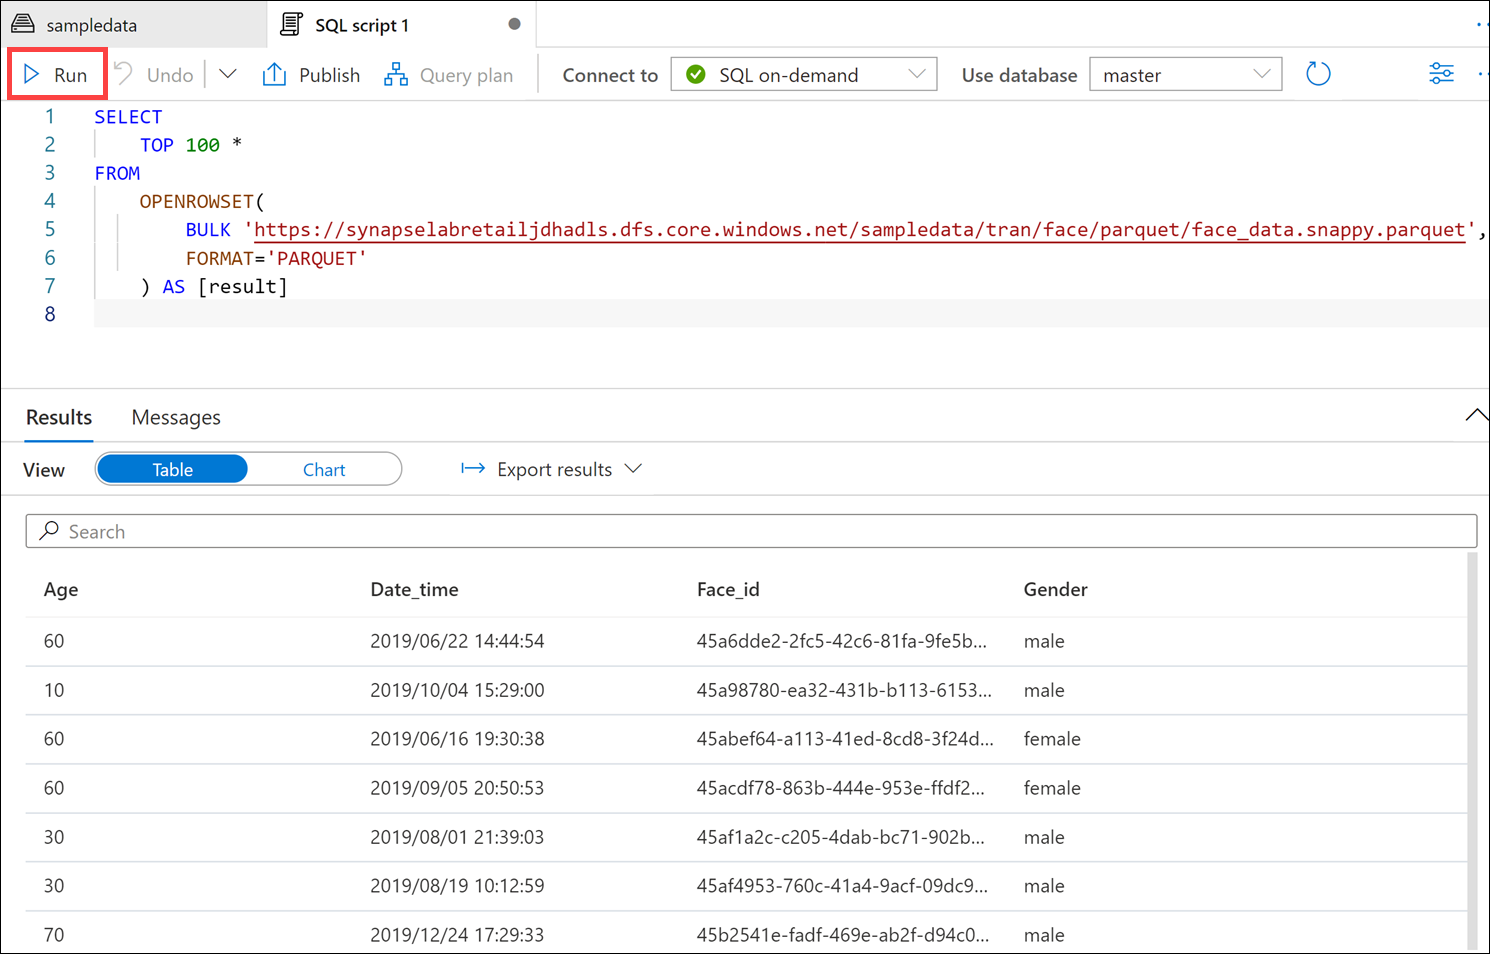 sampledata SQL script 1
Run Undo Publish Query plan Connect to SQL on-demand Use database master
1 SELECT
2 TOP 100 *
3 FROM
4 OPENROWSET(
5 BULK 'https://synapselabretailjdhadls.dfs.core.windows.net/sampledata/tran/face/parquet/face_data.snappy.parquet',
6 FORMAT='PARQUET'
7 ) AS [result]
8
Results Messages
View Table Chart Export results
Search
Age Date_time Face_id Gender
60 2019/06/22 14:44:54 45a6dde2-2fc5-42c6-81fa-9fe5b... male
10 2019/10/04 15:29:00 45a98780-ea32-431b-b113-6153... male
60 2019/06/16 19:30:38 45abef64-a113-41ed-8cd8-3f24d... female
60 2019/09/05 20:50:53 45acdf78-863b-444e-953e-ffdf2... female
30 2019/08/01 21:39:03 45af1a2c-c205-4dab-bc71-902b... male
30 2019/08/19 10:12:59 45af4953-760c-41a4-9acf-09dc9... male
70 2019/12/24 17:29:33 45b2541e-fadf-469e-ab2f-d94c0... male